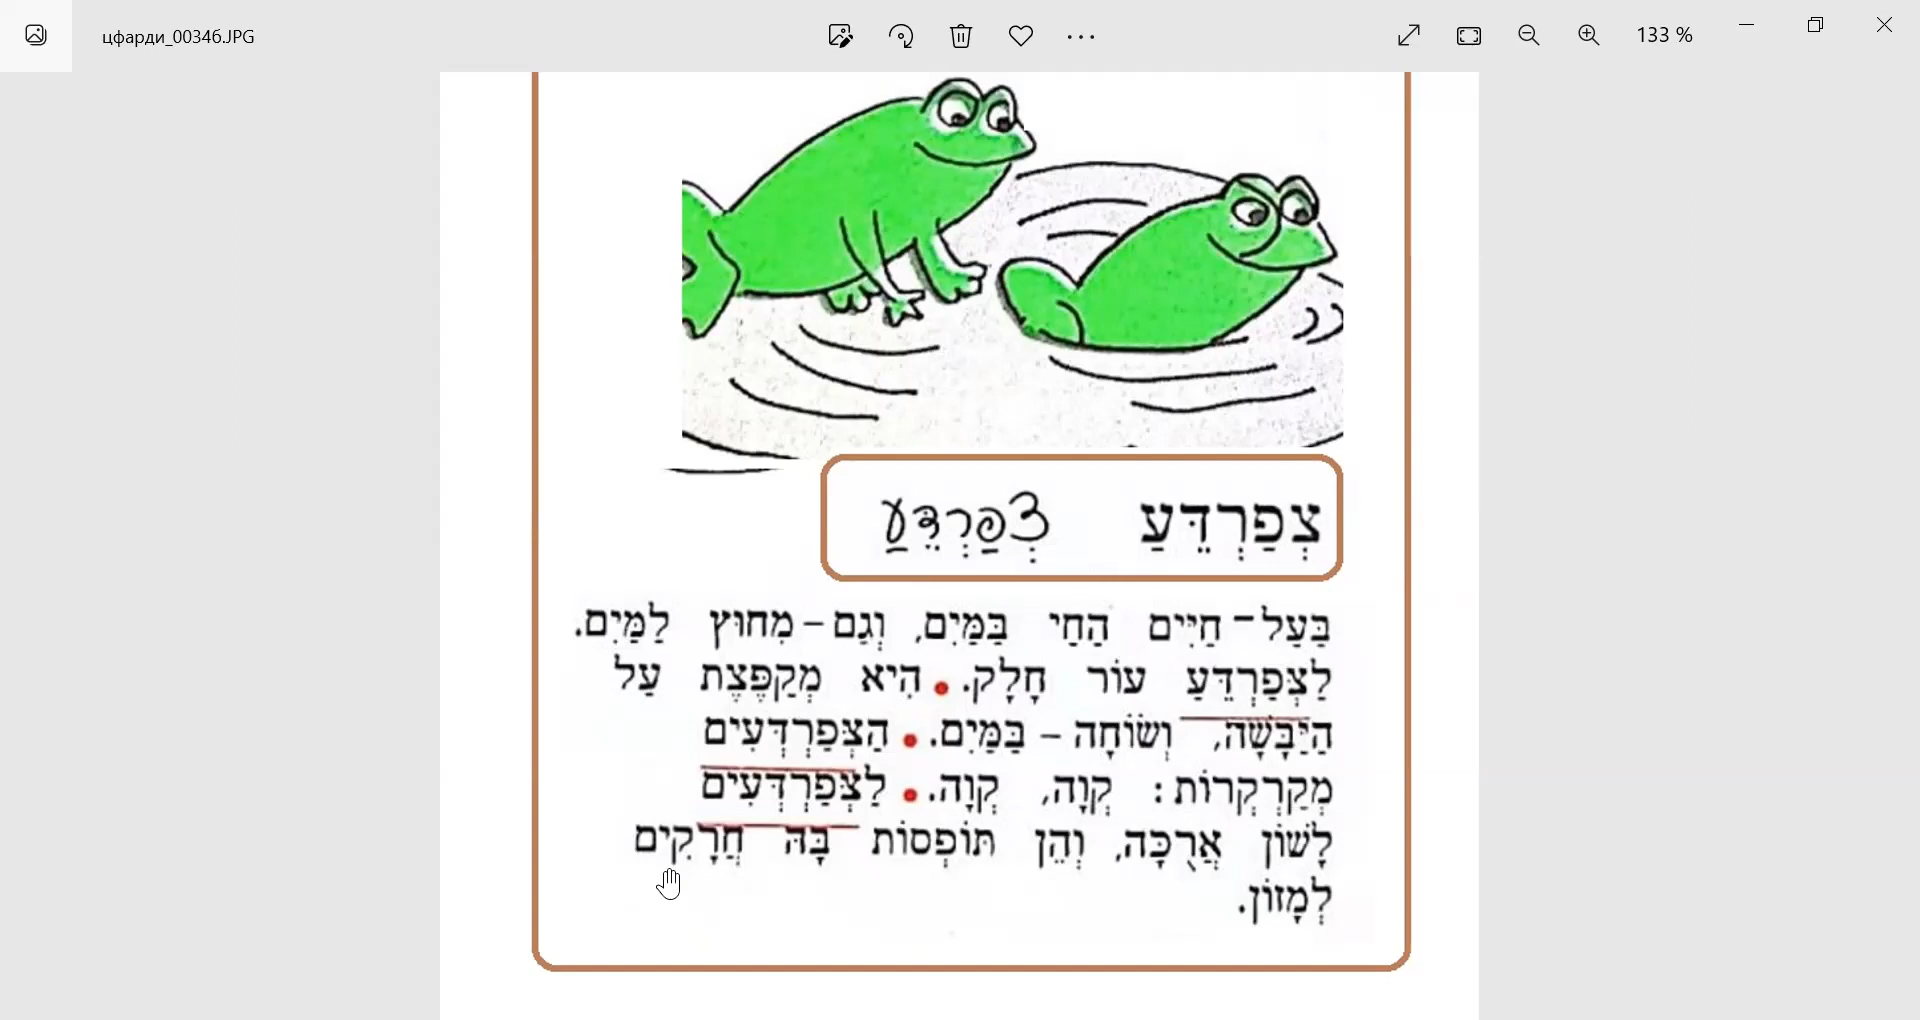 цфарди_00346.JPG
133 %
צְפַרְדֵּעַ צְפַרְדֵּעַ
בַּעַל־חַיִּים הַחַי בַּמַּיִם, וְגַם – מִחוּץ לַמַּיִם.
לַצְּפַרְדֵּעַ עוֹר חָלָק. • הִיא מְקַפֶּצֶת עַל
הַיַּבָּשָׁה, וְשׂוֹחָה – בַּמַּיִם. • הַצְּפַרְדְּעִים
מְקַרְקְרוֹת: קְוָה, קְוָה. • לַצְּפַרְדְּעִים
לָשׁוֹן אֲרֻכָּה, וְהֵן תּוֹפְסוֹת בָּהּ חֲרָקִים
לְמָזוֹן.